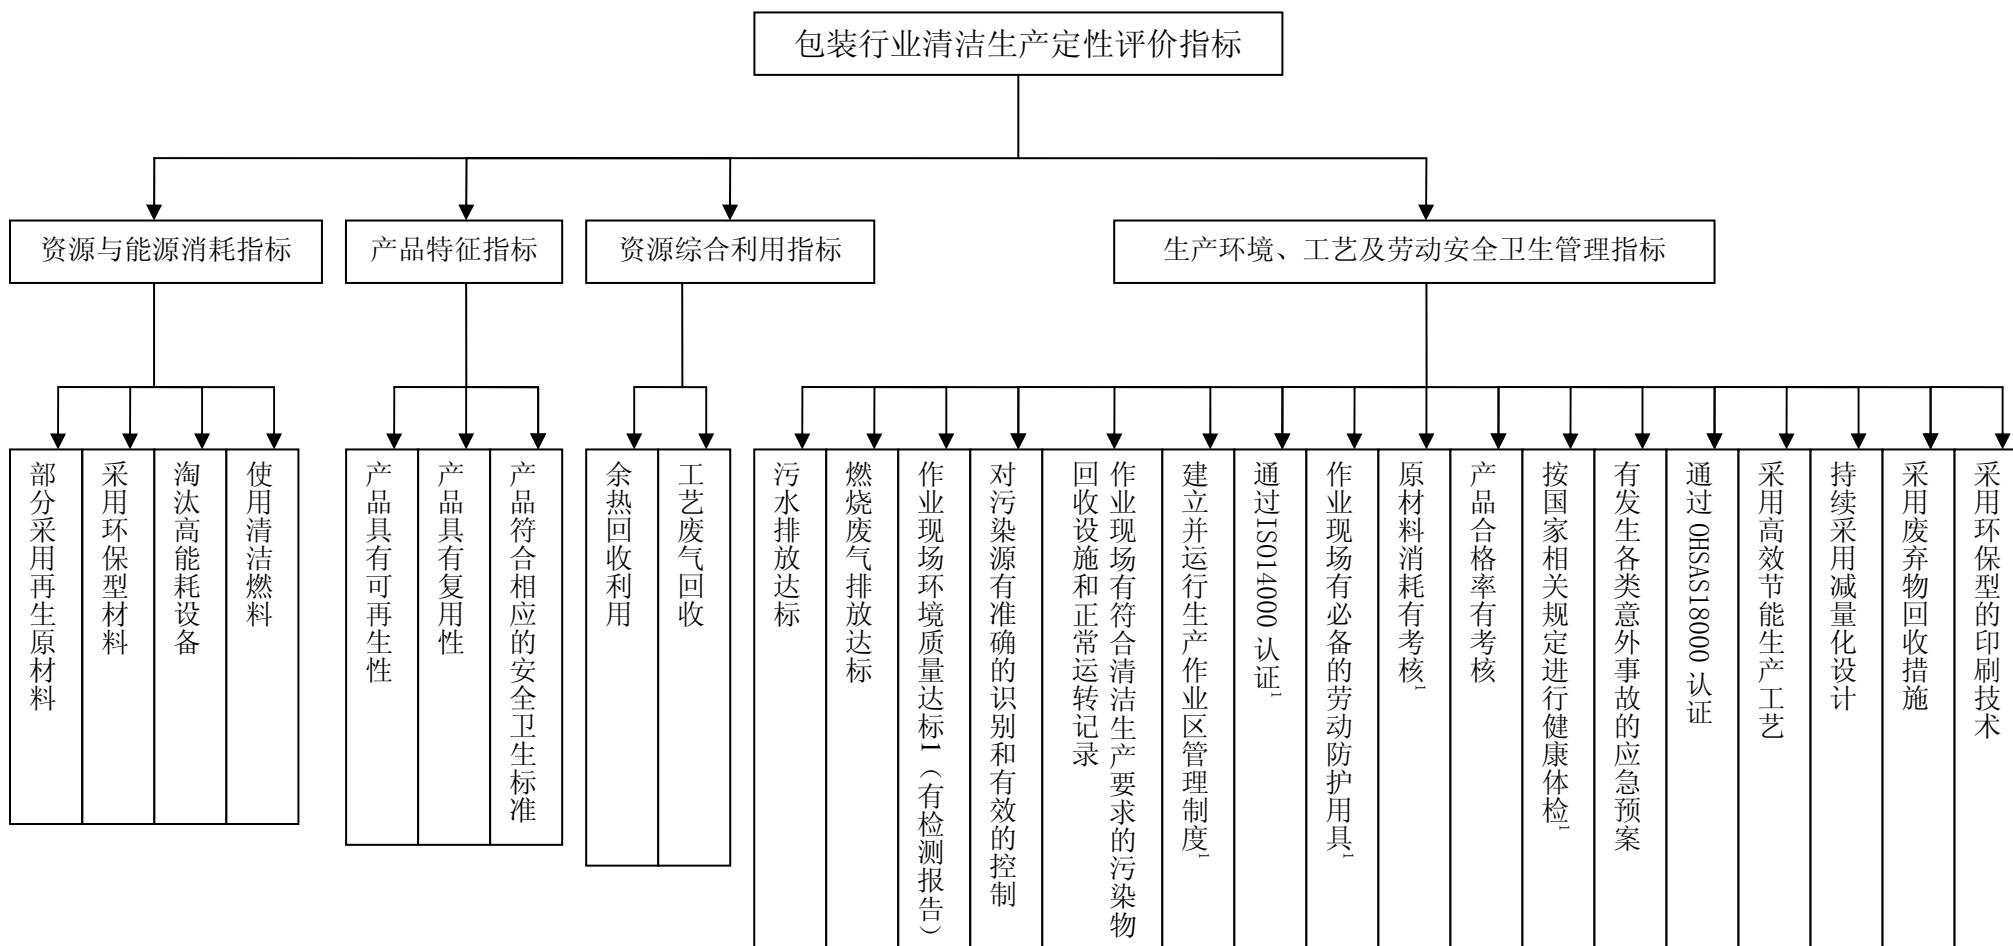 包装行业清洁生产定性评价指标
资源与能源消耗指标
产品特征指标
资源综合利用指标
生产环境、工艺及劳动安全卫生管理指标
部分采用再生原材料
采用环保型材料
淘汰高能耗设备
使用清洁燃料
产品具有可再生性
产品具有复用性
产品符合相应的安全卫生标准
余热回收利用
工艺废气回收
污水排放达标
燃烧废气排放达标
作业现场环境质量达标1（有检测报告）
对污染源有准确的识别和有效的控制
作业现场有符合清洁生产要求的污染物
回收设施和正常运转记录
建立并运行生产作业区管理制度¹
通过ISO14000 认证¹
作业现场有必备的劳动防护用具¹
原材料消耗有考核¹
产品合格率有考核
按国家相关规定进行健康体检¹
有发生各类意外事故的应急预案
通过 OHSAS18000 认证
采用高效节能生产工艺
持续采用减量化设计
采用废弃物回收措施
采用环保型的印刷技术